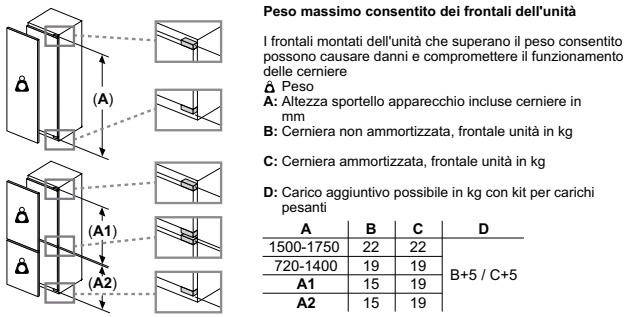 Peso massimo consentito dei frontali dell'unità
I frontali montati dell'unità che superano il peso consentito
possono causare danni e compromettere il funzionamento
delle cerniere
Peso
A: Altezza sportello apparecchio incluse cerniere in
mm
B: Cerniera non ammortizzata, frontale unità in kg
C: Cerniera ammortizzata, frontale unità in kg
D: Carico aggiuntivo possibile in kg con kit per carichi
pesanti
A B C D
1500-1750 22 22
720-1400 19 19
B+5 / C+5
A1 15 19
A2 15 19
(A)
(A1)
(A2)